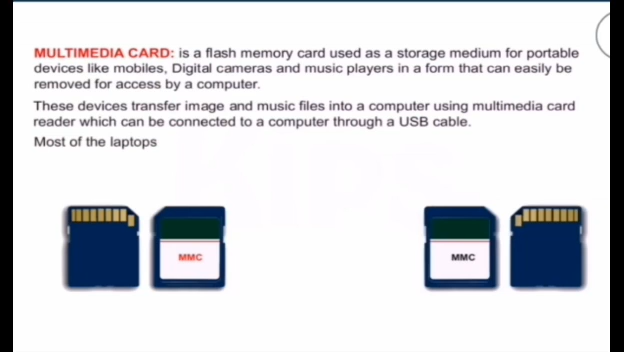 MULTIMEDIA CARD: is a flash memory card used as a storage medium for portable
devices like mobiles, Digital cameras and music players in a form that can easily be
removed for access by a computer.
These devices transfer image and music files into a computer using multimedia card
reader which can be connected to a computer through a USB cable.
Most of the laptops
MMC
MMC